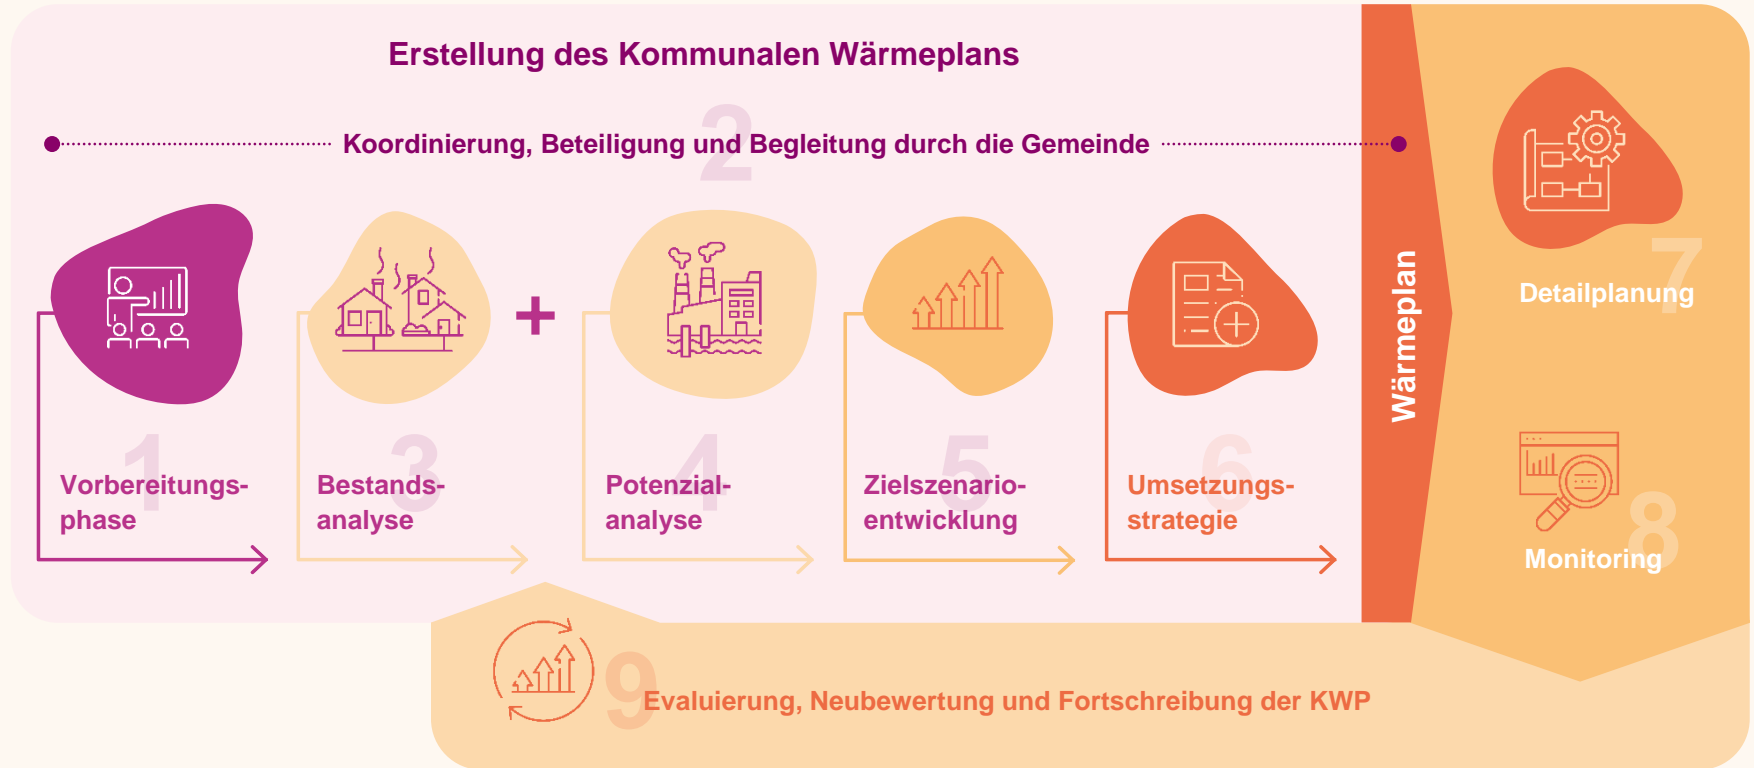 Erstellung des Kommunalen Wärmeplans
2
Koordinierung, Beteiligung und Begleitung durch die Gemeinde
1
Vorbereitungs-
phase
3
Bestands-
analyse
+
4
Potenzial-
analyse
5
Zielszenario-
entwicklung
6
Umsetzungs-
strategie
Wärmeplan
7
Detailplanung
8
Monitoring
9
Evaluierung, Neubewertung und Fortschreibung der KWP